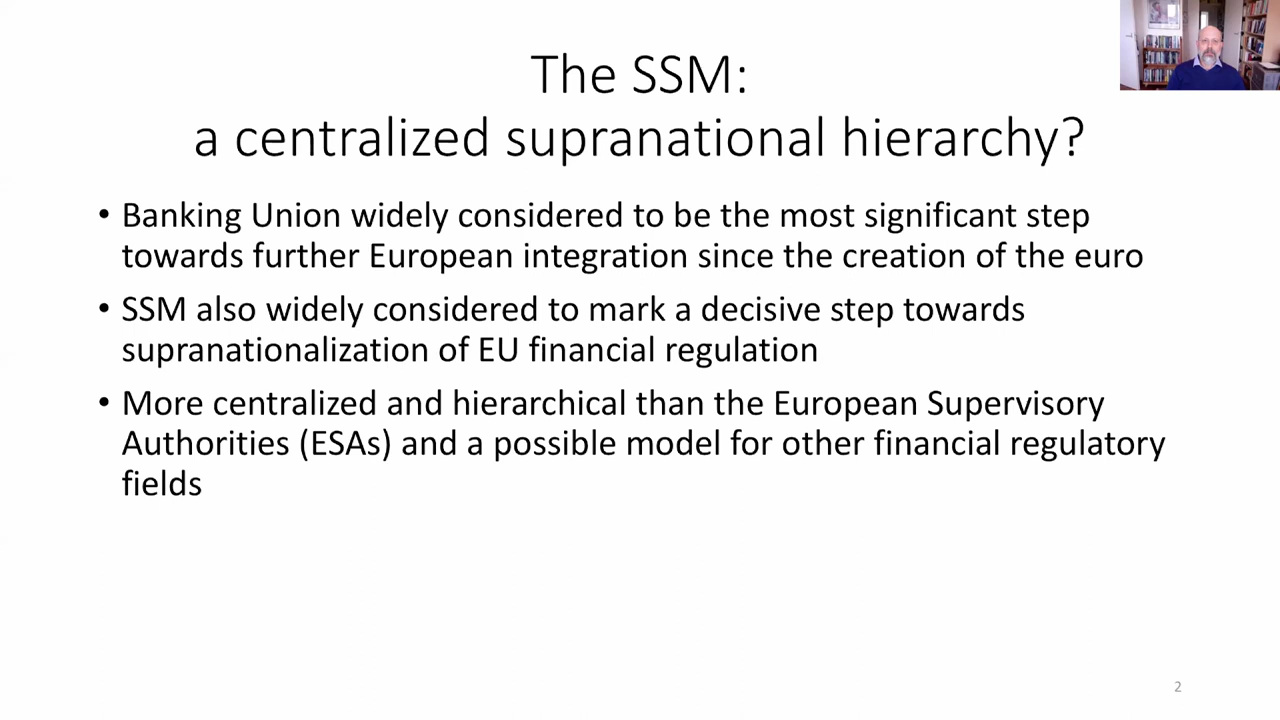 The SSM:
a centralized supranational hierarchy?
• Banking Union widely considered to be the most significant step
towards further European integration since the creation of the euro
• SSM also widely considered to mark a decisive step towards
supranationalization of EU financial regulation
• More centralized and hierarchical than the European Supervisory
Authorities (ESAs) and a possible model for other financial regulatory
fields
2